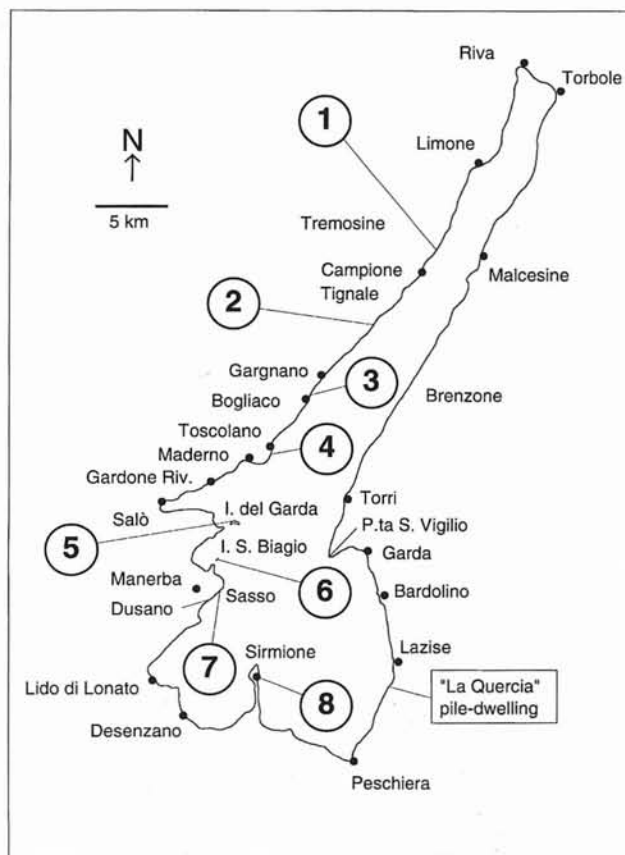 Riva
Torbole
1
N
Limone
5 km
Tremosine
Campione
Malcesine
Tignale
2
Gargnano
3
Bogliaco
Brenzone
Toscolano
4
Maderno
Gardone Riv.
Torri
I. del Garda
Salò
P.ta S. Vigilio
5
I. S. Biagio
Garda
Manerba
6
Sasso
Bardolino
Dusano
7
Sirmione
Lazise
Lido di Lonato
8
"La Quercia"
pile-dwelling
Desenzano
Peschiera